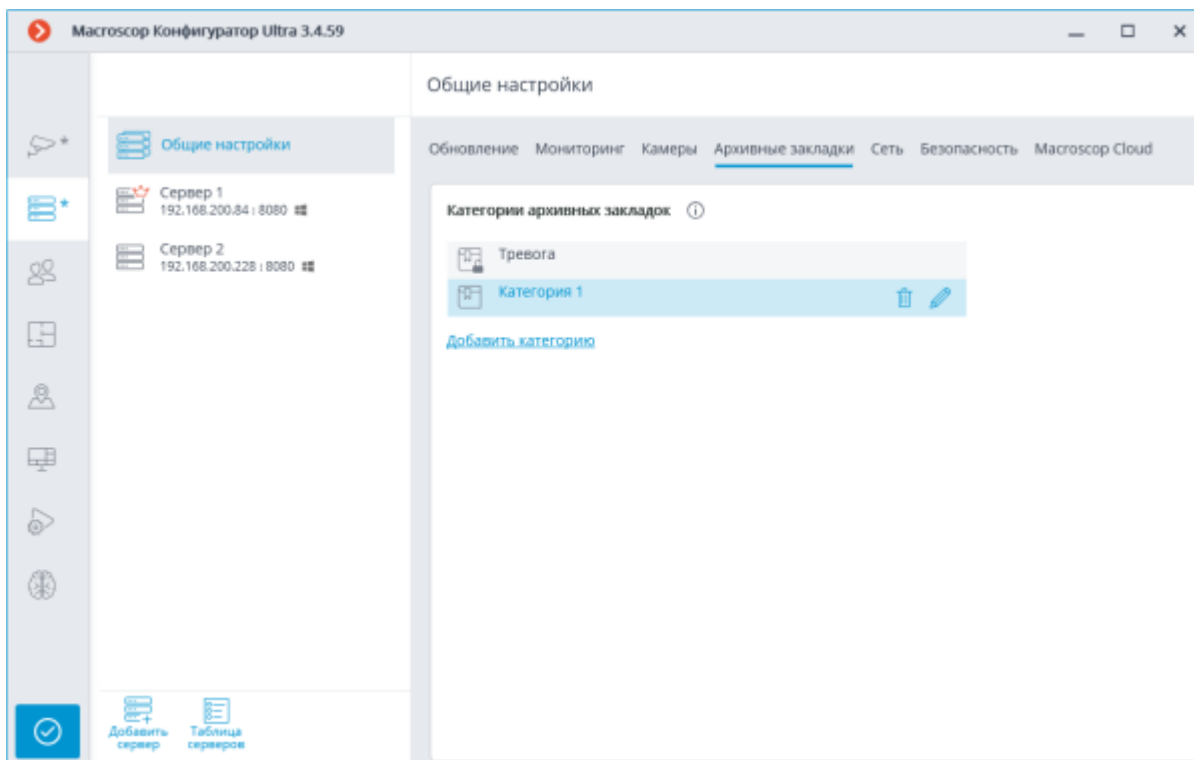 Macroscop Конфигуратор Ultra 3.4.59
Общие настройки
Общие настройки
Обновление Мониторинг Камеры Архивные закладки Сеть Безопасность Macroscop Cloud
Сервер 1
192.168.200.84 : 8080
Сервер 2
192.168.200.228 : 8080
Категории архивных закладок
Тревога
Категория 1
Добавить категорию
Добавить сервер
Таблица серверов